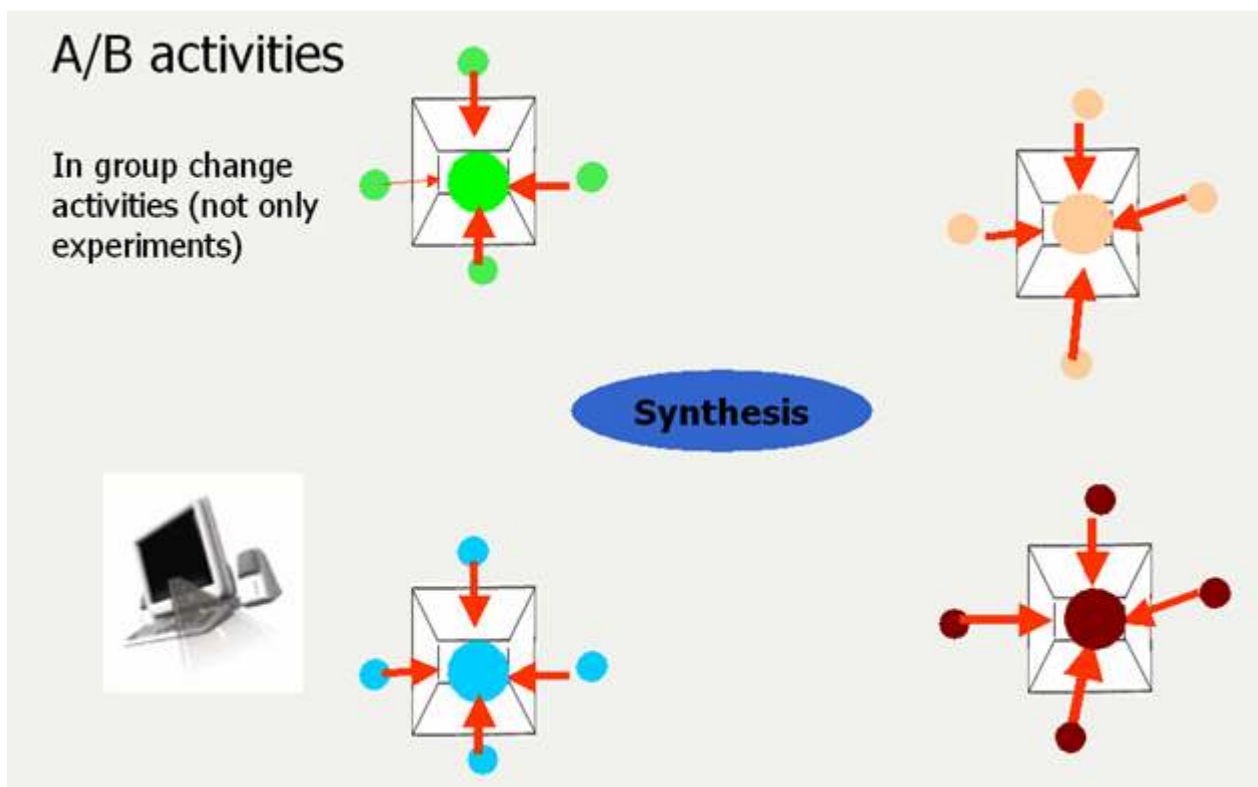 A/B activities
In group change
activities (not only
experiments)
Synthesis